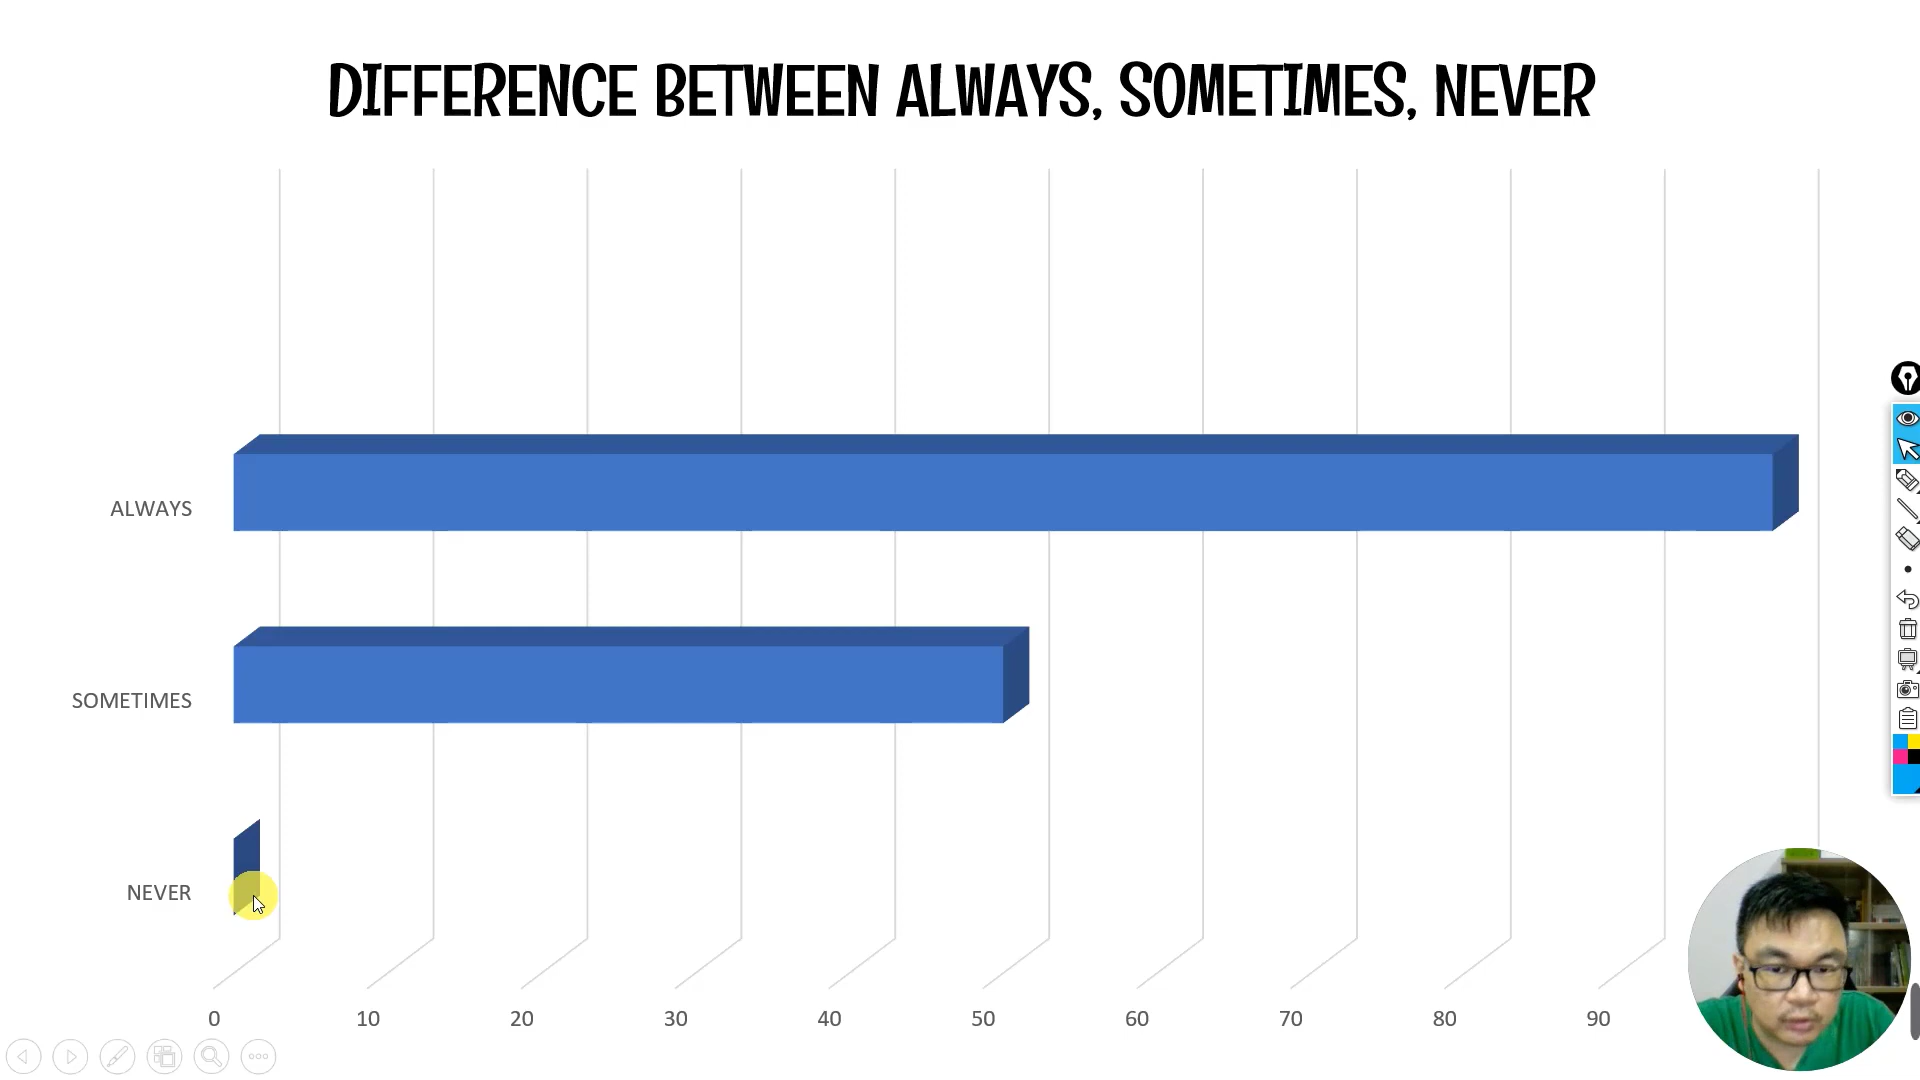 DIFFERENCE BETWEEN ALWAYS, SOMETIMES, NEVER
ALWAYS
SOMETIMES
NEVER
0 10 20 30 40 50 60 70 80 90